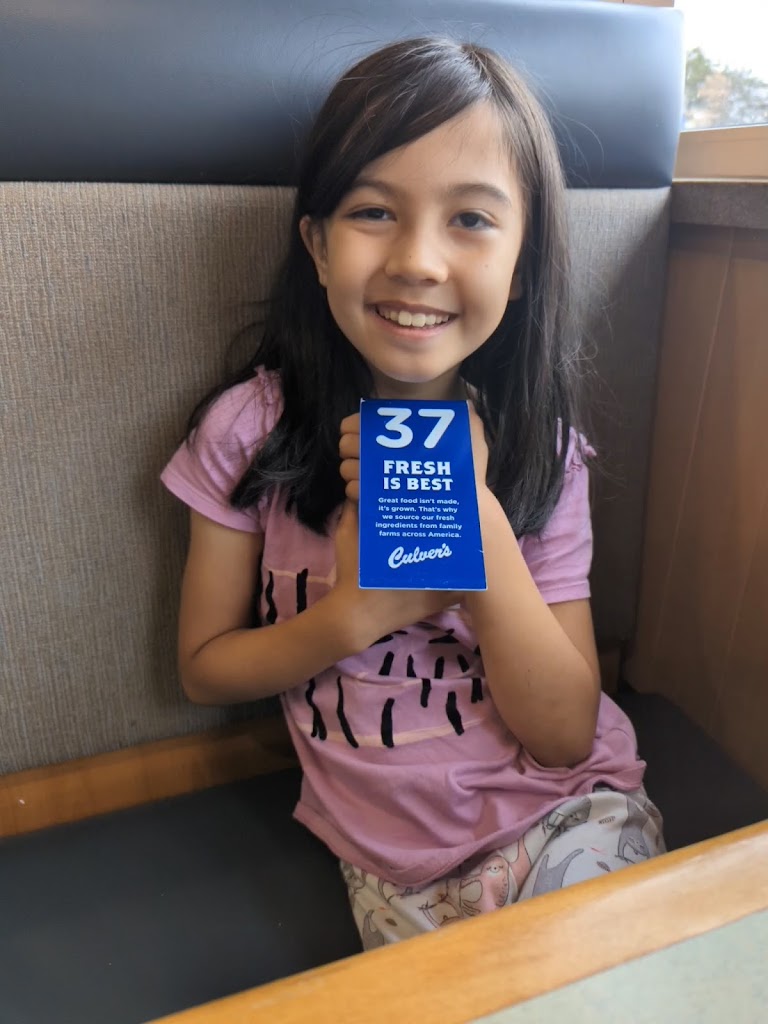 37
FRESH
IS BEST
Great food isn't made,
it's grown. That's why
we source our fresh
ingredients from family
farms across America.
Culver's